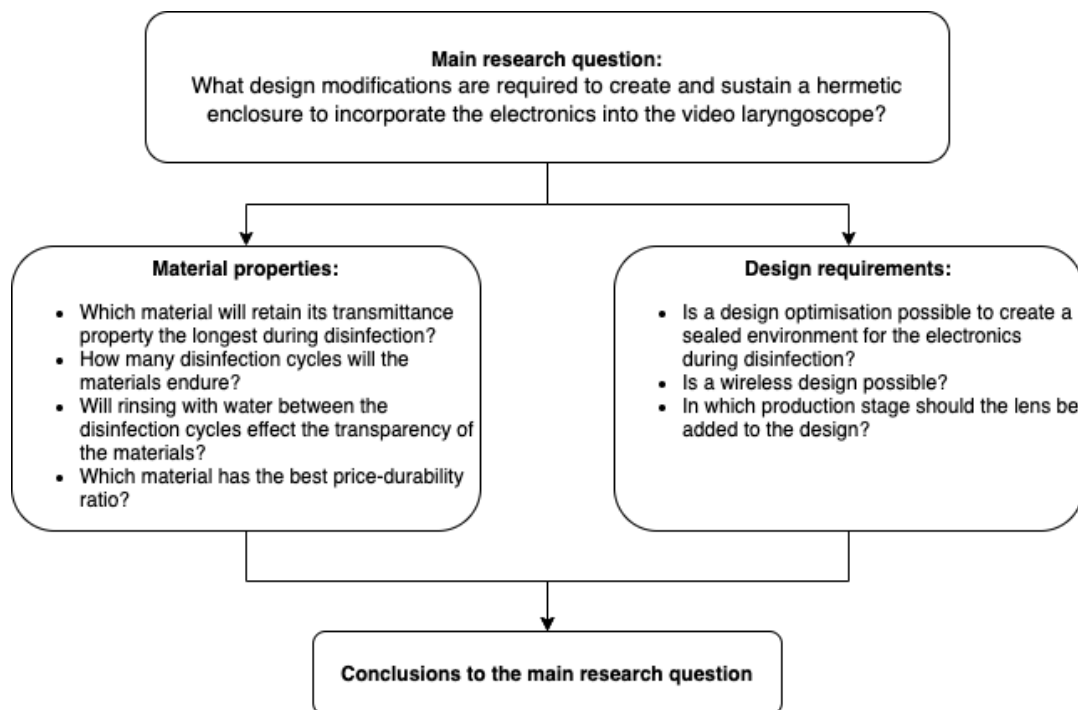 Main research question:
What design modifications are required to create and sustain a hermetic
enclosure to incorporate the electronics into the video laryngoscope?
Material properties:
• Which material will retain its transmittance
property the longest during disinfection?
• How many disinfection cycles will the
materials endure?
• Will rinsing with water between the
disinfection cycles effect the transparency of
the materials?
• Which material has the best price-durability
ratio?
Design requirements:
• Is a design optimisation possible to create a
sealed environment for the electronics
during disinfection?
• Is a wireless design possible?
• In which production stage should the lens be
added to the design?
Conclusions to the main research question